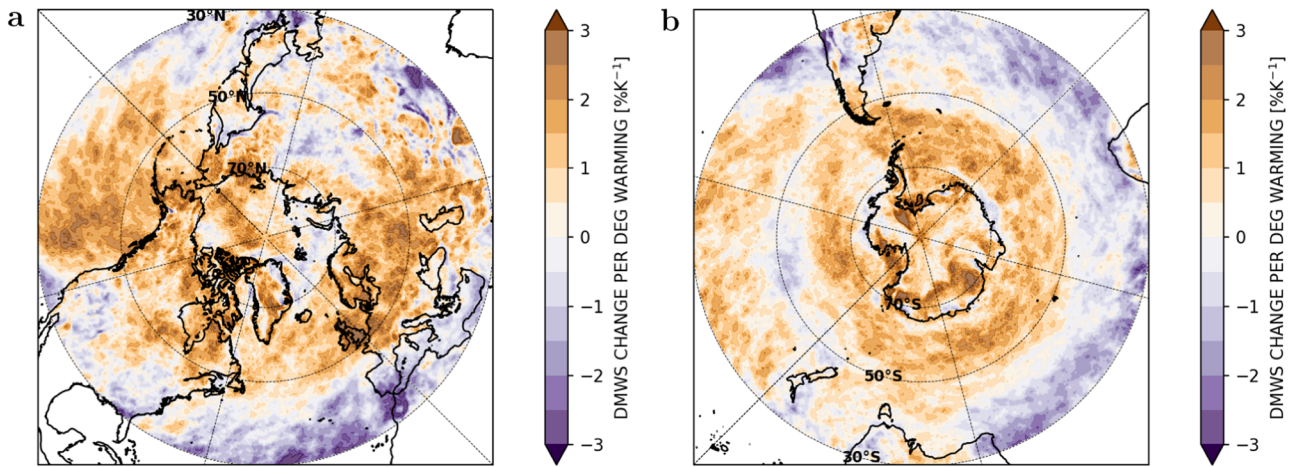 a
30°N
50°N
70°N
3
2
1
0
−1
−2
−3
DMWS CHANGE PER DEG WARMING [%K⁻¹]
b
70°S
50°S
30°S
3
2
1
0
−1
−2
−3
DMWS CHANGE PER DEG WARMING [%K⁻¹]